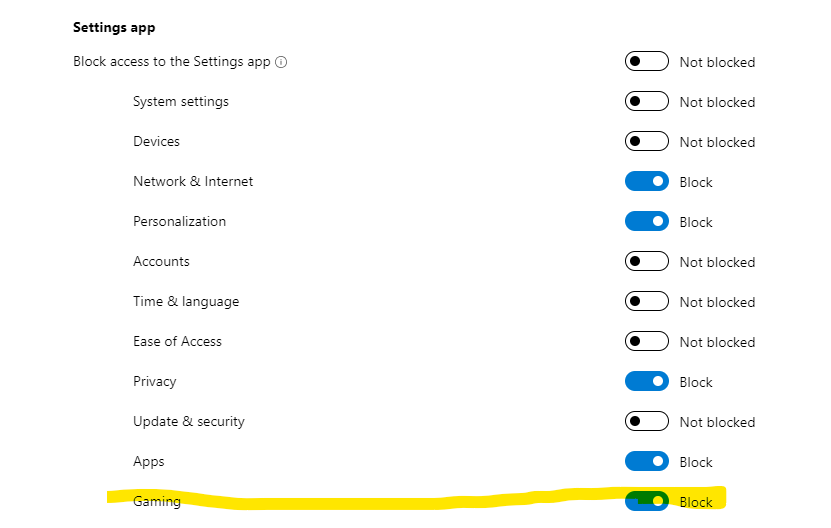 Settings app
Block access to the Settings app Not blocked
System settings Not blocked
Devices Not blocked
Network & Internet Block
Personalization Block
Accounts Not blocked
Time & language Not blocked
Ease of Access Not blocked
Privacy Block
Update & security Not blocked
Apps Block
Gaming Block